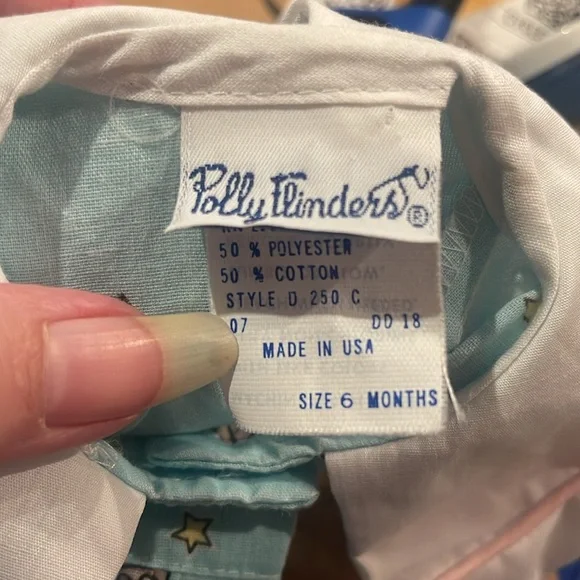 Polly Flinders®
50 % POLYESTER
50 % COTTON
STYLE D 250 C
07 DD 18
MADE IN USA
SIZE 6 MONTHS